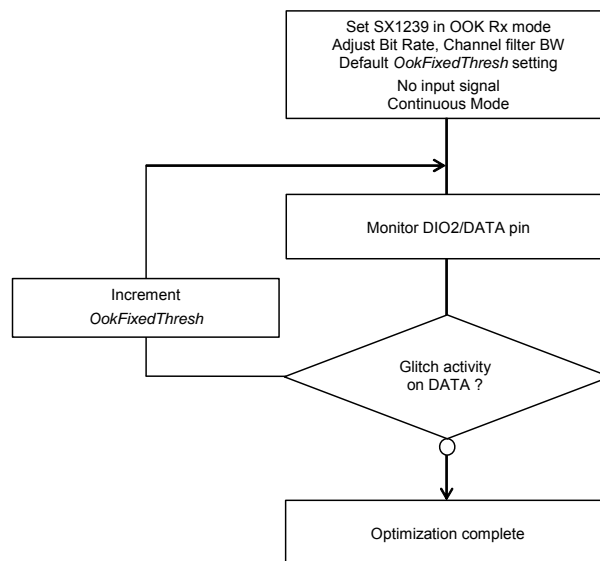 Set SX1239 in OOK Rx mode
Adjust Bit Rate, Channel filter BW
Default OokFixedThresh setting
No input signal
Continuous Mode
Monitor DIO2/DATA pin
Increment
OokFixedThresh
Glitch activity
on DATA ?
Optimization complete